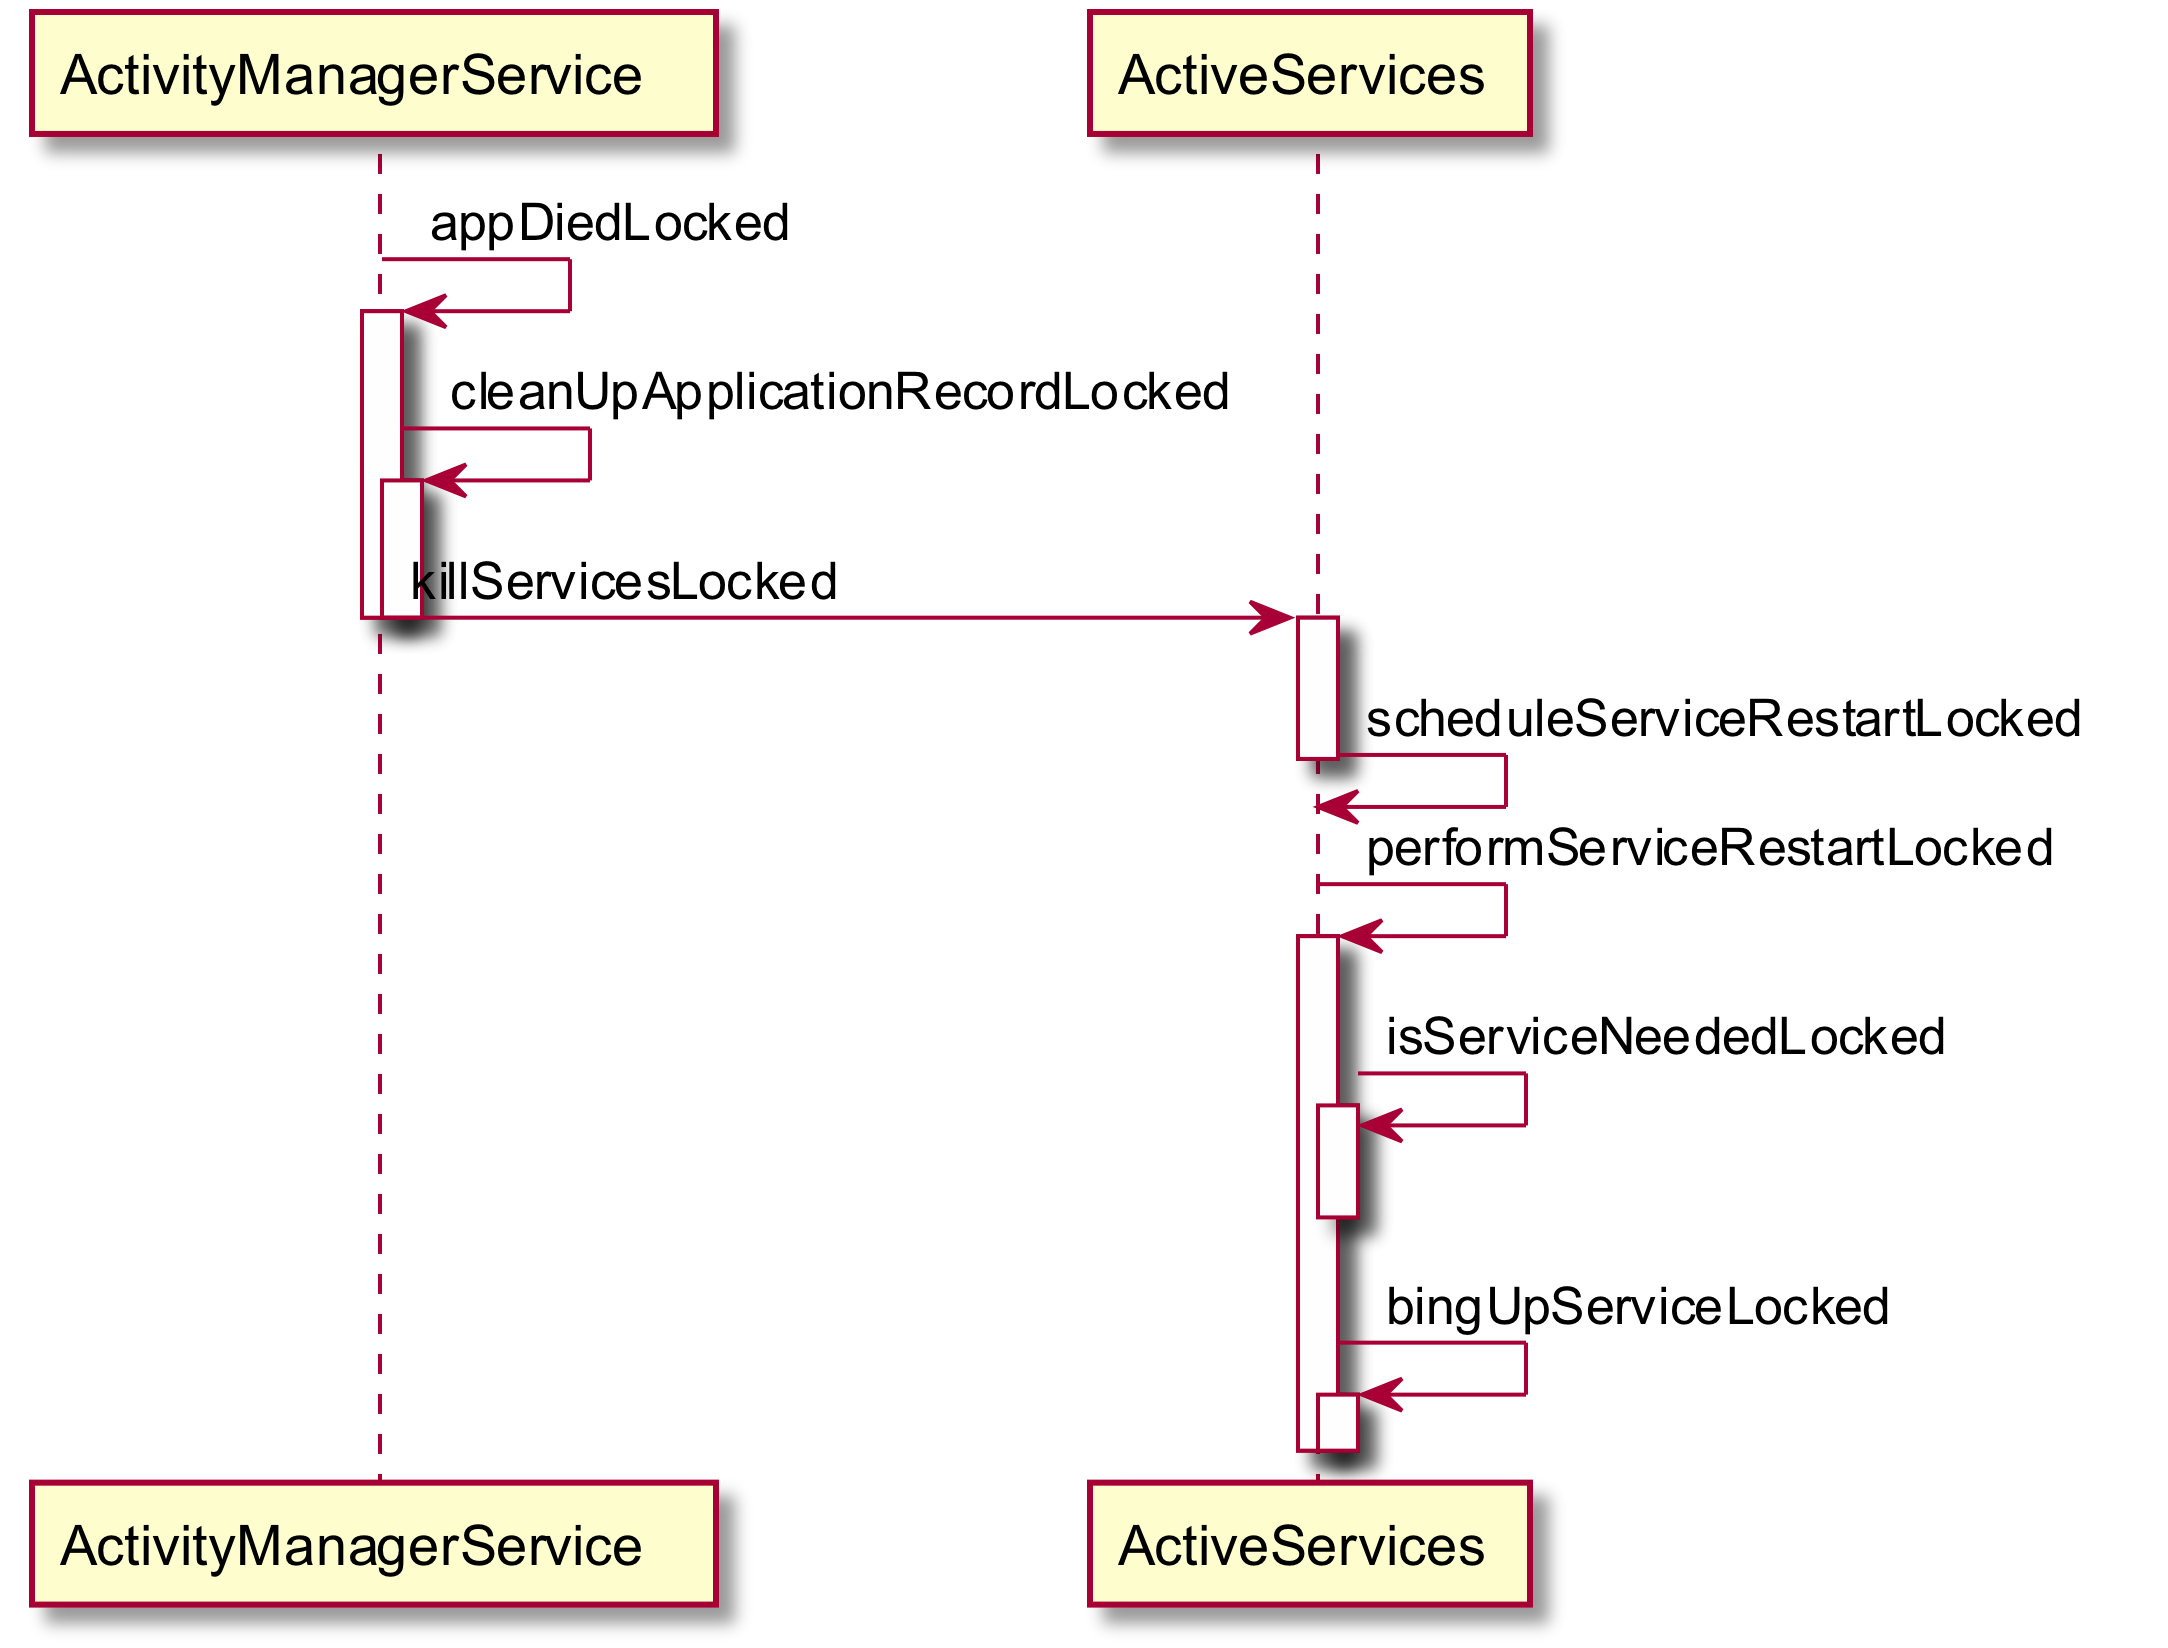 ActivityManagerService
ActiveServices
appDiedLocked
cleanUpApplicationRecordLocked
killServicesLocked
scheduleServiceRestartLocked
performServiceRestartLocked
isServiceNeededLocked
bingUpServiceLocked
ActivityManagerService
ActiveServices